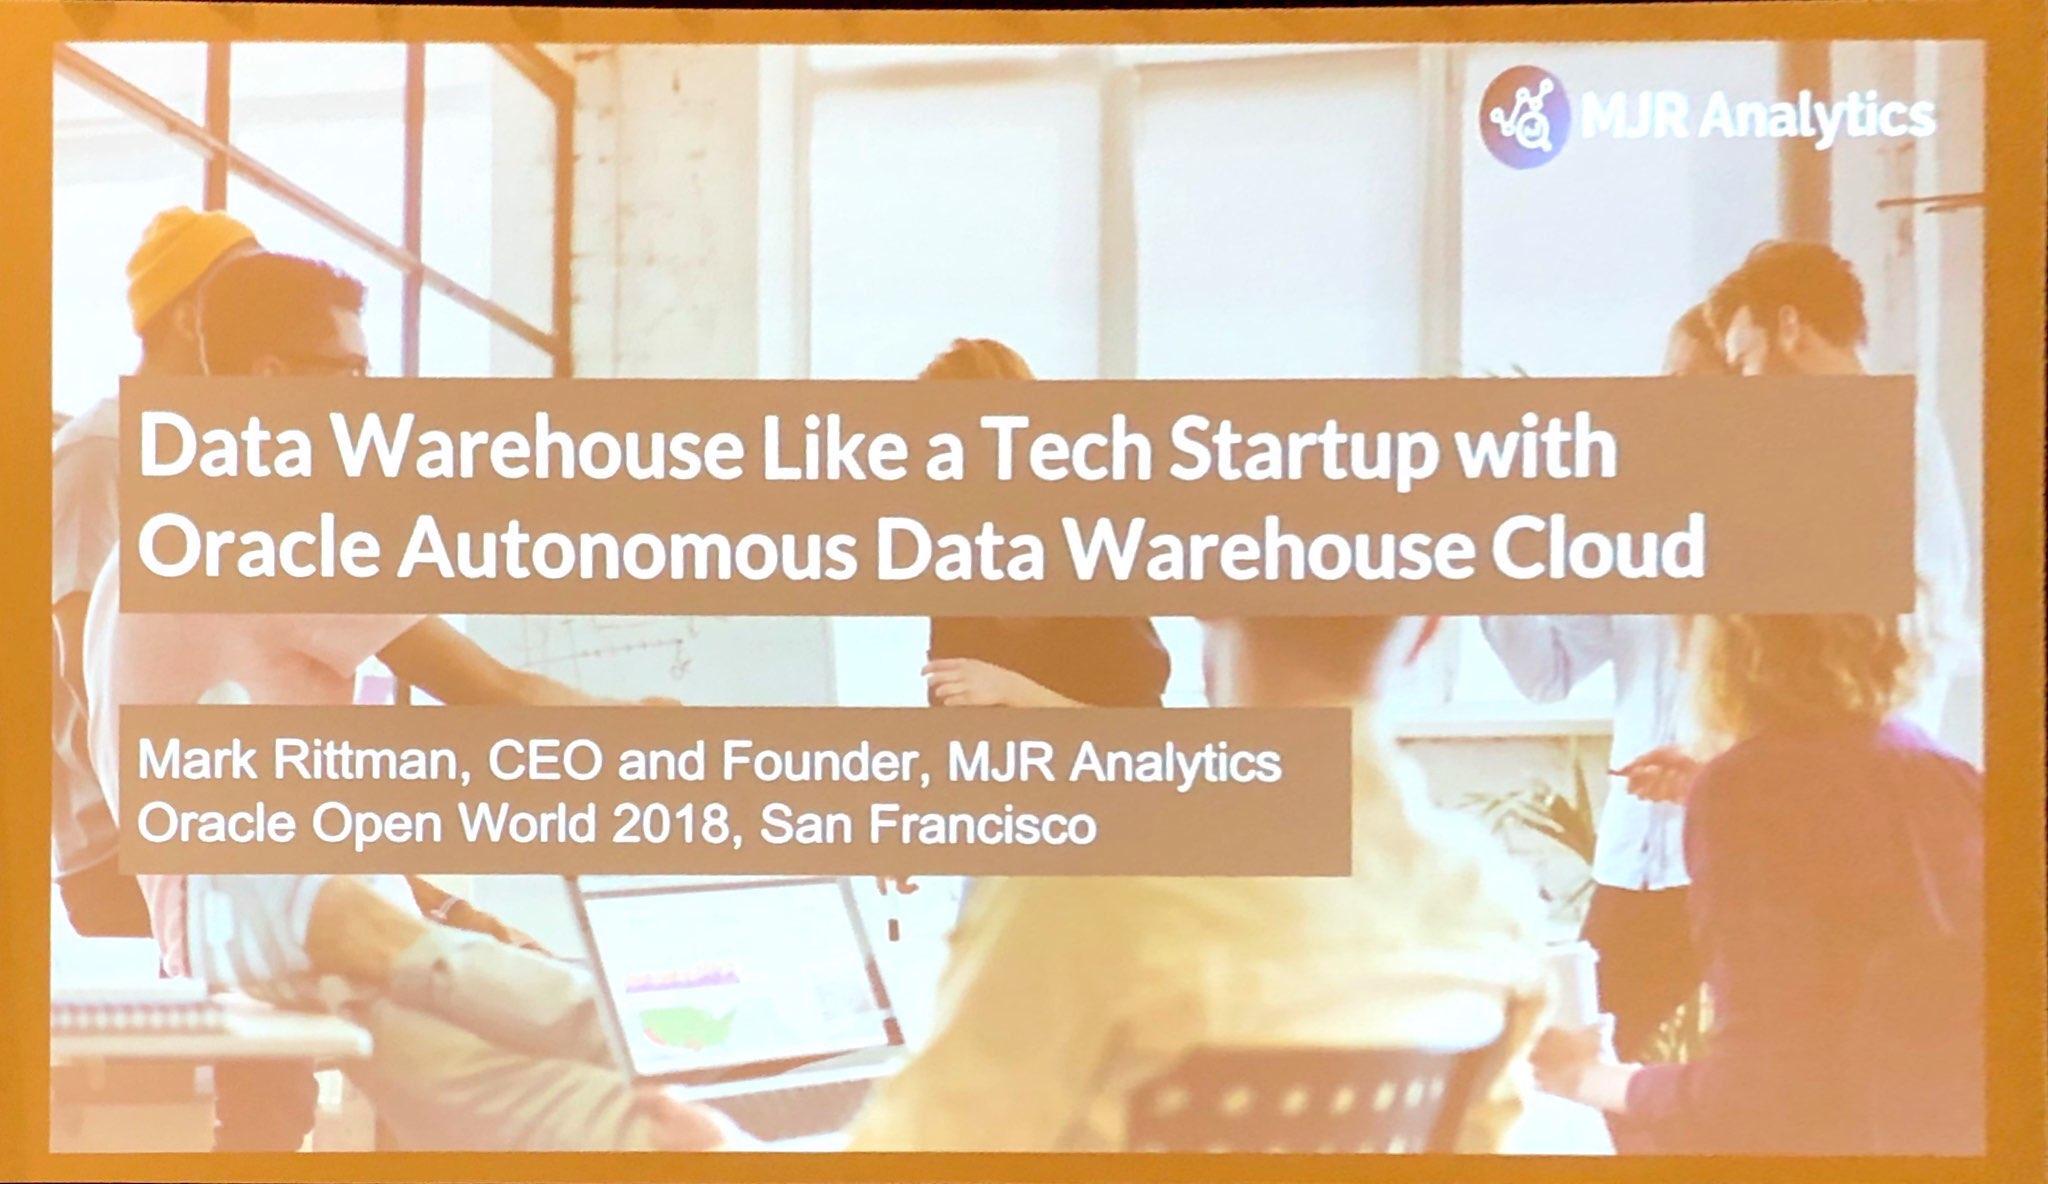 MJR Analytics
Data Warehouse Like a Tech Startup with
Oracle Autonomous Data Warehouse Cloud
Mark Rittman, CEO and Founder, MJR Analytics
Oracle Open World 2018, San Francisco